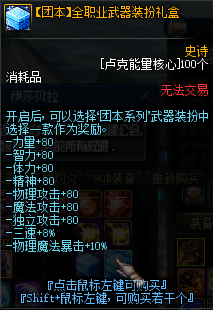 【团本】全职业武器装扮礼盒
史诗
[卢克能量核心]100个
消耗品
无法交易
伊莎贝拉
开启后,可以选择'团本系列'武器装扮中
选择一款作为奖励。
-力量+80
-智力+80
-体力+80
-精神+80
-物理攻击+80
-魔法攻击+80
-独立攻击+80
-三速+8%
-物理魔法暴击+10%
『点击鼠标左键,可购买』
『Shift+鼠标左键,可购买若干个』